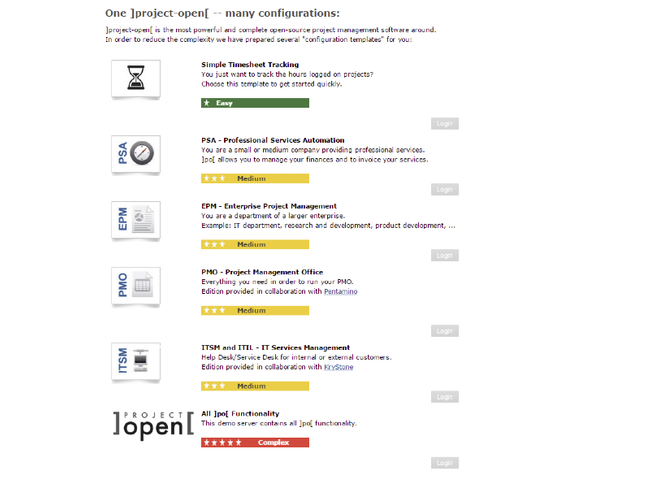 One ]project-open[ -- many configurations:
]project-open[ is the most powerful and complete open-source project management software around.
In order to reduce the complexity we have prepared several "configuration templates" for you:
Simple Timesheet Tracking
You just want to track the hours logged on projects?
Choose this template to get started quickly.
Easy
Login
PSA
PSA - Professional Services Automation
You are a small or medium company providing professional services.
]po[ allows you to manage your finances and to invoice your services.
Medium
Login
EPM
EPM - Enterprise Project Management
You are a department of a larger enterprise.
Example: IT department, research and development, product development, ...
Medium
Login
PMO
PMO - Project Management Office
Everything you need in order to run your PMO.
Edition provided in collaboration with Pentamino
Medium
Login
ITSM
ITSM and ITIL - IT Services Management
Help Desk/Service Desk for internal or external customers.
Edition provided in collaboration with KryStone
Medium
Login
]PROJECT
open[
All ]po[ Functionality
This demo server contains all ]po[ functionality.
Complex
Login